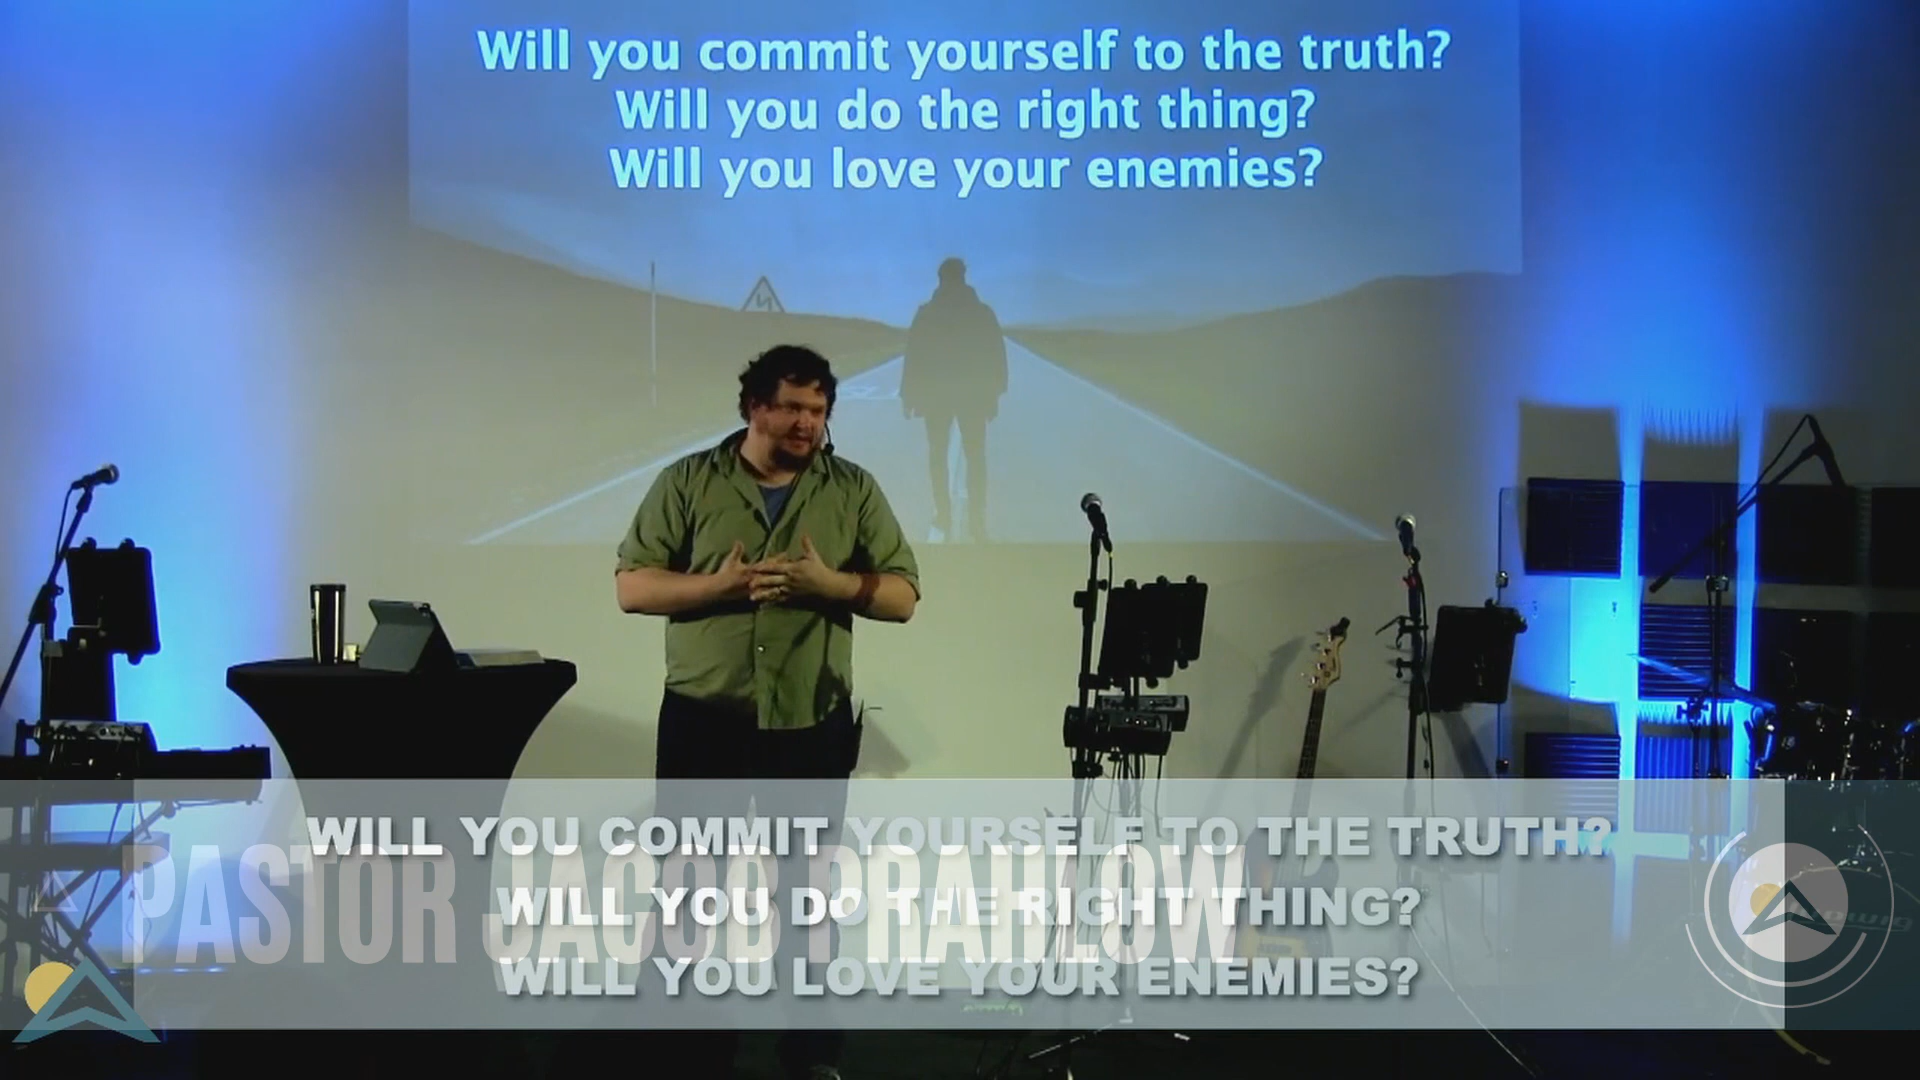 Will you commit yourself to the truth?
Will you do the right thing?
Will you love your enemies?
WILL YOU COMMIT YOURSELF TO THE TRUTH?
PASTOR JACOB PRAHLOW
WILL YOU DO THE RIGHT THING?
WILL YOU LOVE YOUR ENEMIES?